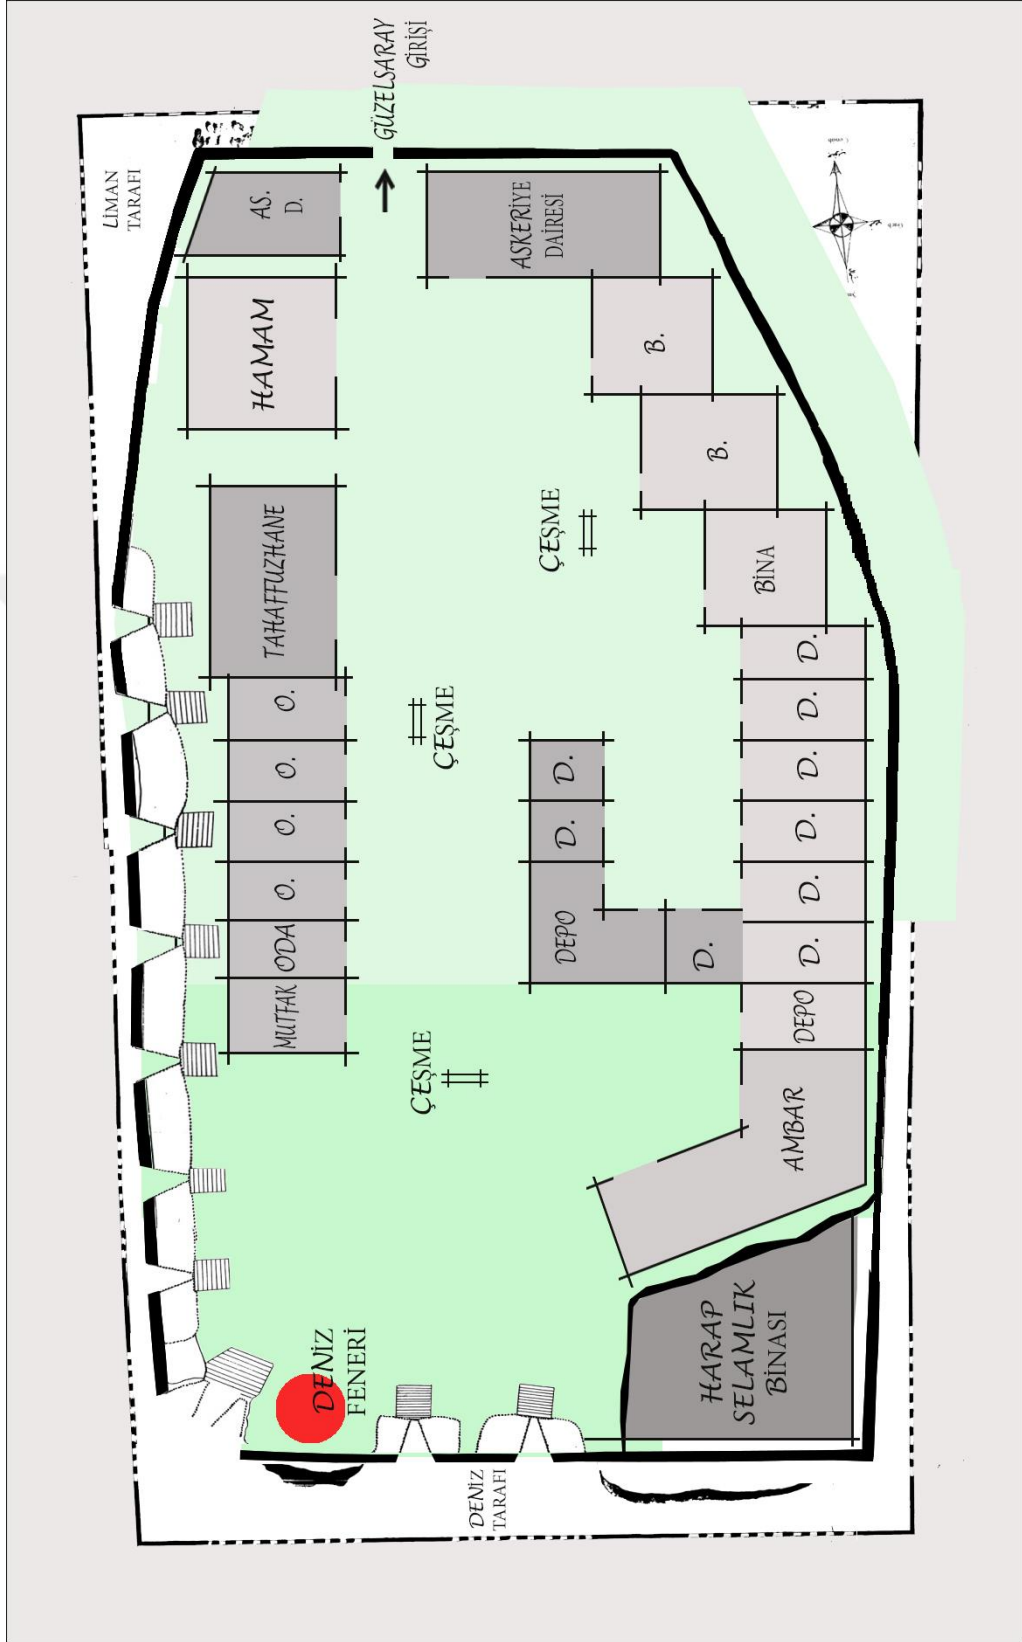 LİMAN
TARAFI
GÜZELSARAY
GİRİŞİ
AS.
D.
ASKERİYE
DAİRESİ
HAMAM
B.
B.
TAHAFFUZHANE
ÇEŞME
BİNA
O.
O.
O.
O.
ODA
MUTFAK
ÇEŞME
D.
D.
DEPO
D.
D.
D.
D.
D.
D.
D.
DEPO
ÇEŞME
AMBAR
DENİZ
FENERİ
HARAP
SELAMLIK
BİNASI
DENİZ
TARAFI